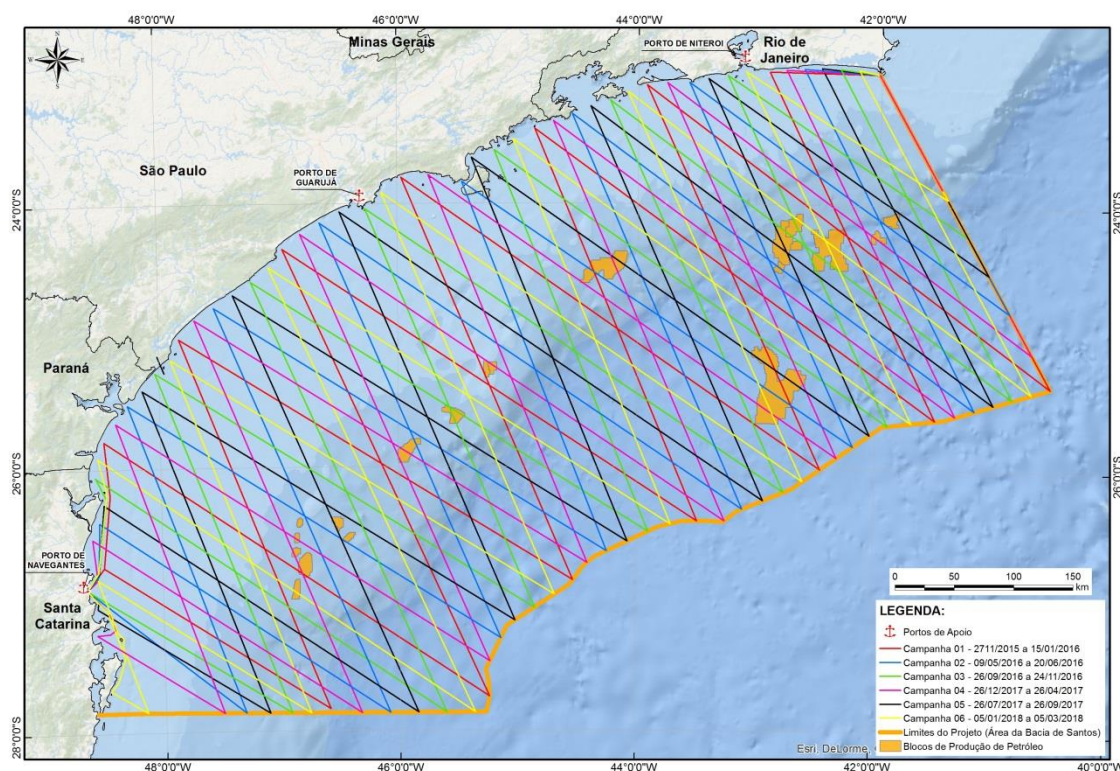 48°0'0"W 46°0'0"W 44°0'0"W 42°0'0"W
Minas Gerais
PORTO DE NITEROI
Rio de
Janeiro
São Paulo
PORTO DE
GUARUJÁ
24°0'0"S
24°0'0"S
Paraná
26°0'0"S
26°0'0"S
PORTO DE
NAVEGANTES
Santa
Catarina
28°0'0"S
28°0'0"S
0 50 100 150
km
LEGENDA:
Portos de Apoio
Campanha 01 - 2711/2015 a 15/01/2016
Campanha 02 - 09/05/2016 a 20/06/2016
Campanha 03 - 26/09/2016 a 24/11/2016
Campanha 04 - 26/12/2017 a 26/04/2017
Campanha 05 - 26/07/2017 a 26/09/2017
Campanha 06 - 05/01/2018 a 05/03/2018
Limites do Projeto (Área da Bacia de Santos)
Blocos de Produção de Petróleo
Esri, DeLorme,
48°0'0"W 46°0'0"W 44°0'0"W 42°0'0"W 40°0'0"W